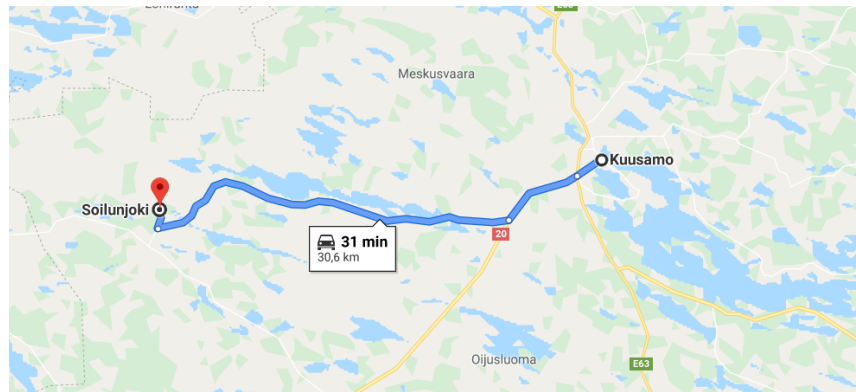 Meskusvaara
Kuusamo
Soilunjoki
31 min
30,6 km
20
Oijusluoma
E63